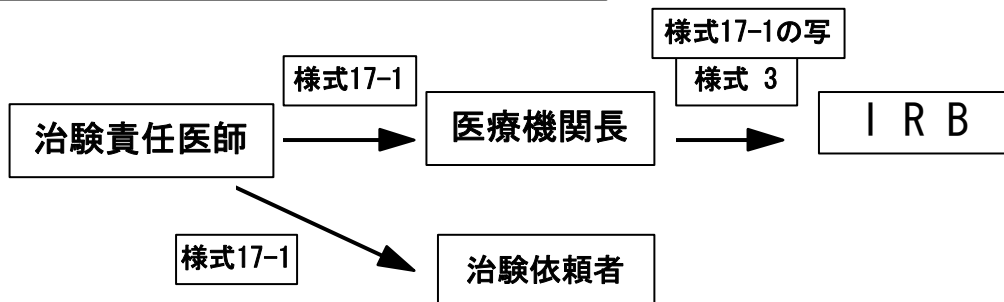 様式17-1の写
様式17-1
様式 3
治験責任医師
医療機関長
I R B
様式17-1
治験依頼者